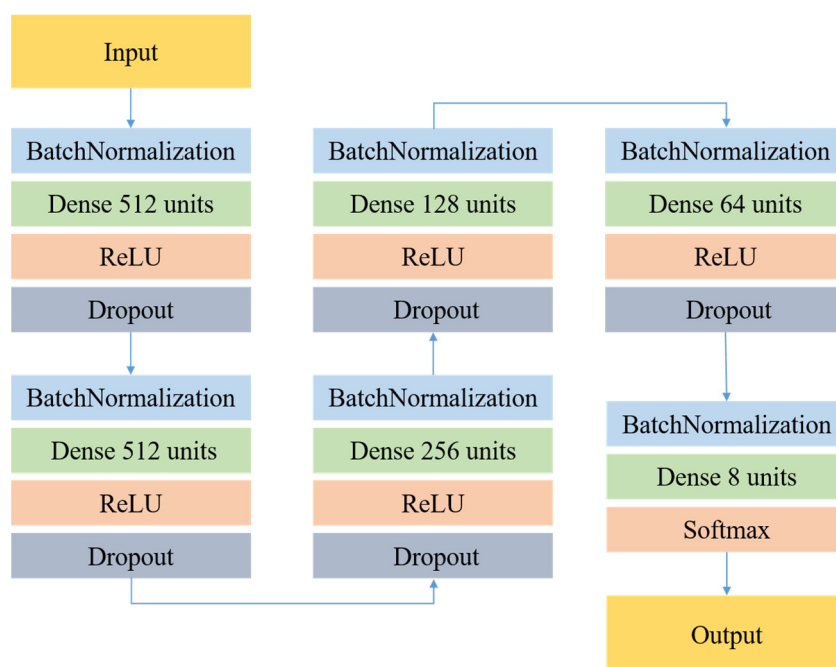 Input
BatchNormalization
Dense 512 units
ReLU
Dropout
BatchNormalization
Dense 512 units
ReLU
Dropout
BatchNormalization
Dense 128 units
ReLU
Dropout
BatchNormalization
Dense 256 units
ReLU
Dropout
BatchNormalization
Dense 64 units
ReLU
Dropout
BatchNormalization
Dense 8 units
Softmax
Output